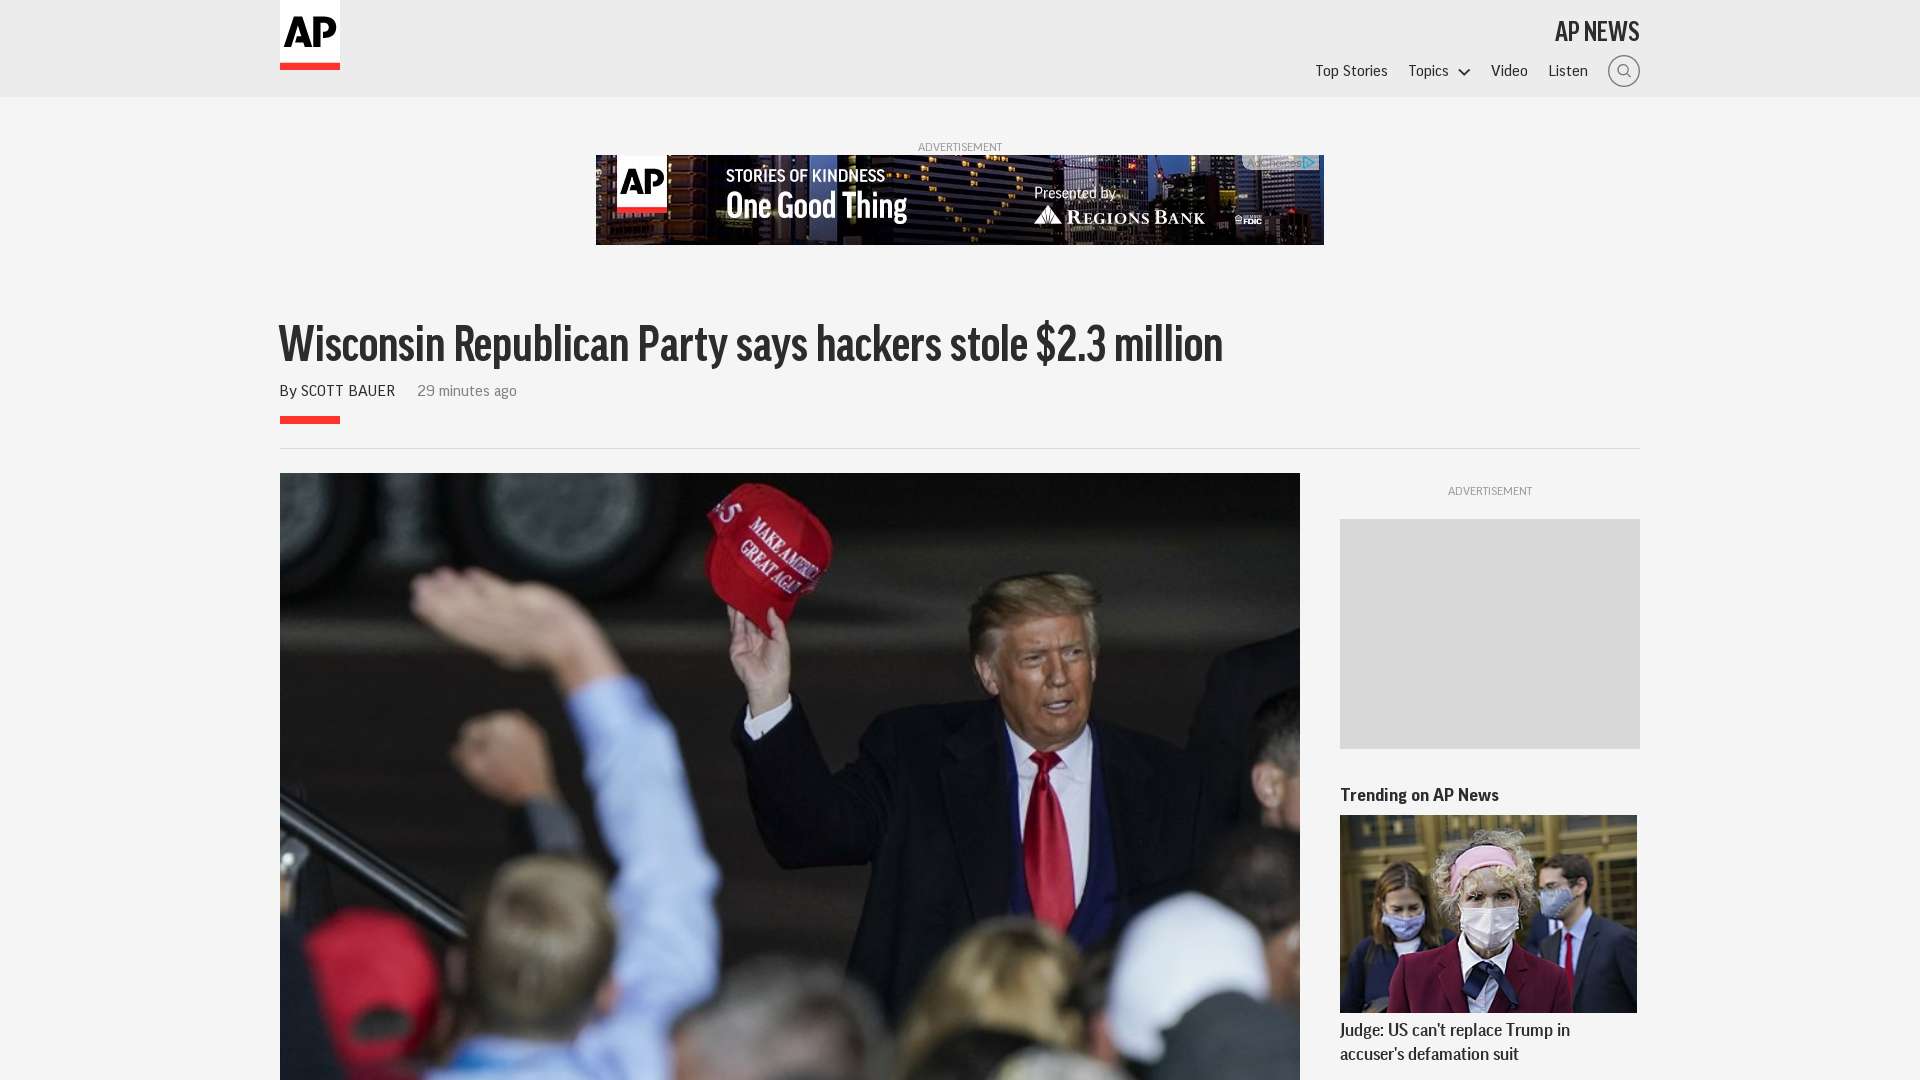 AP
AP NEWS
Top Stories Topics Video Listen
ADVERTISEMENT
AP
STORIES OF KINDNESS
One Good Thing
Presented by
REGIONS BANK
FDIC
Wisconsin Republican Party says hackers stole $2.3 million
By SCOTT BAUER 29 minutes ago
45
MAKE AMERICA
GREAT AGAIN
ADVERTISEMENT
Trending on AP News
Judge: US can't replace Trump in
accuser's defamation suit